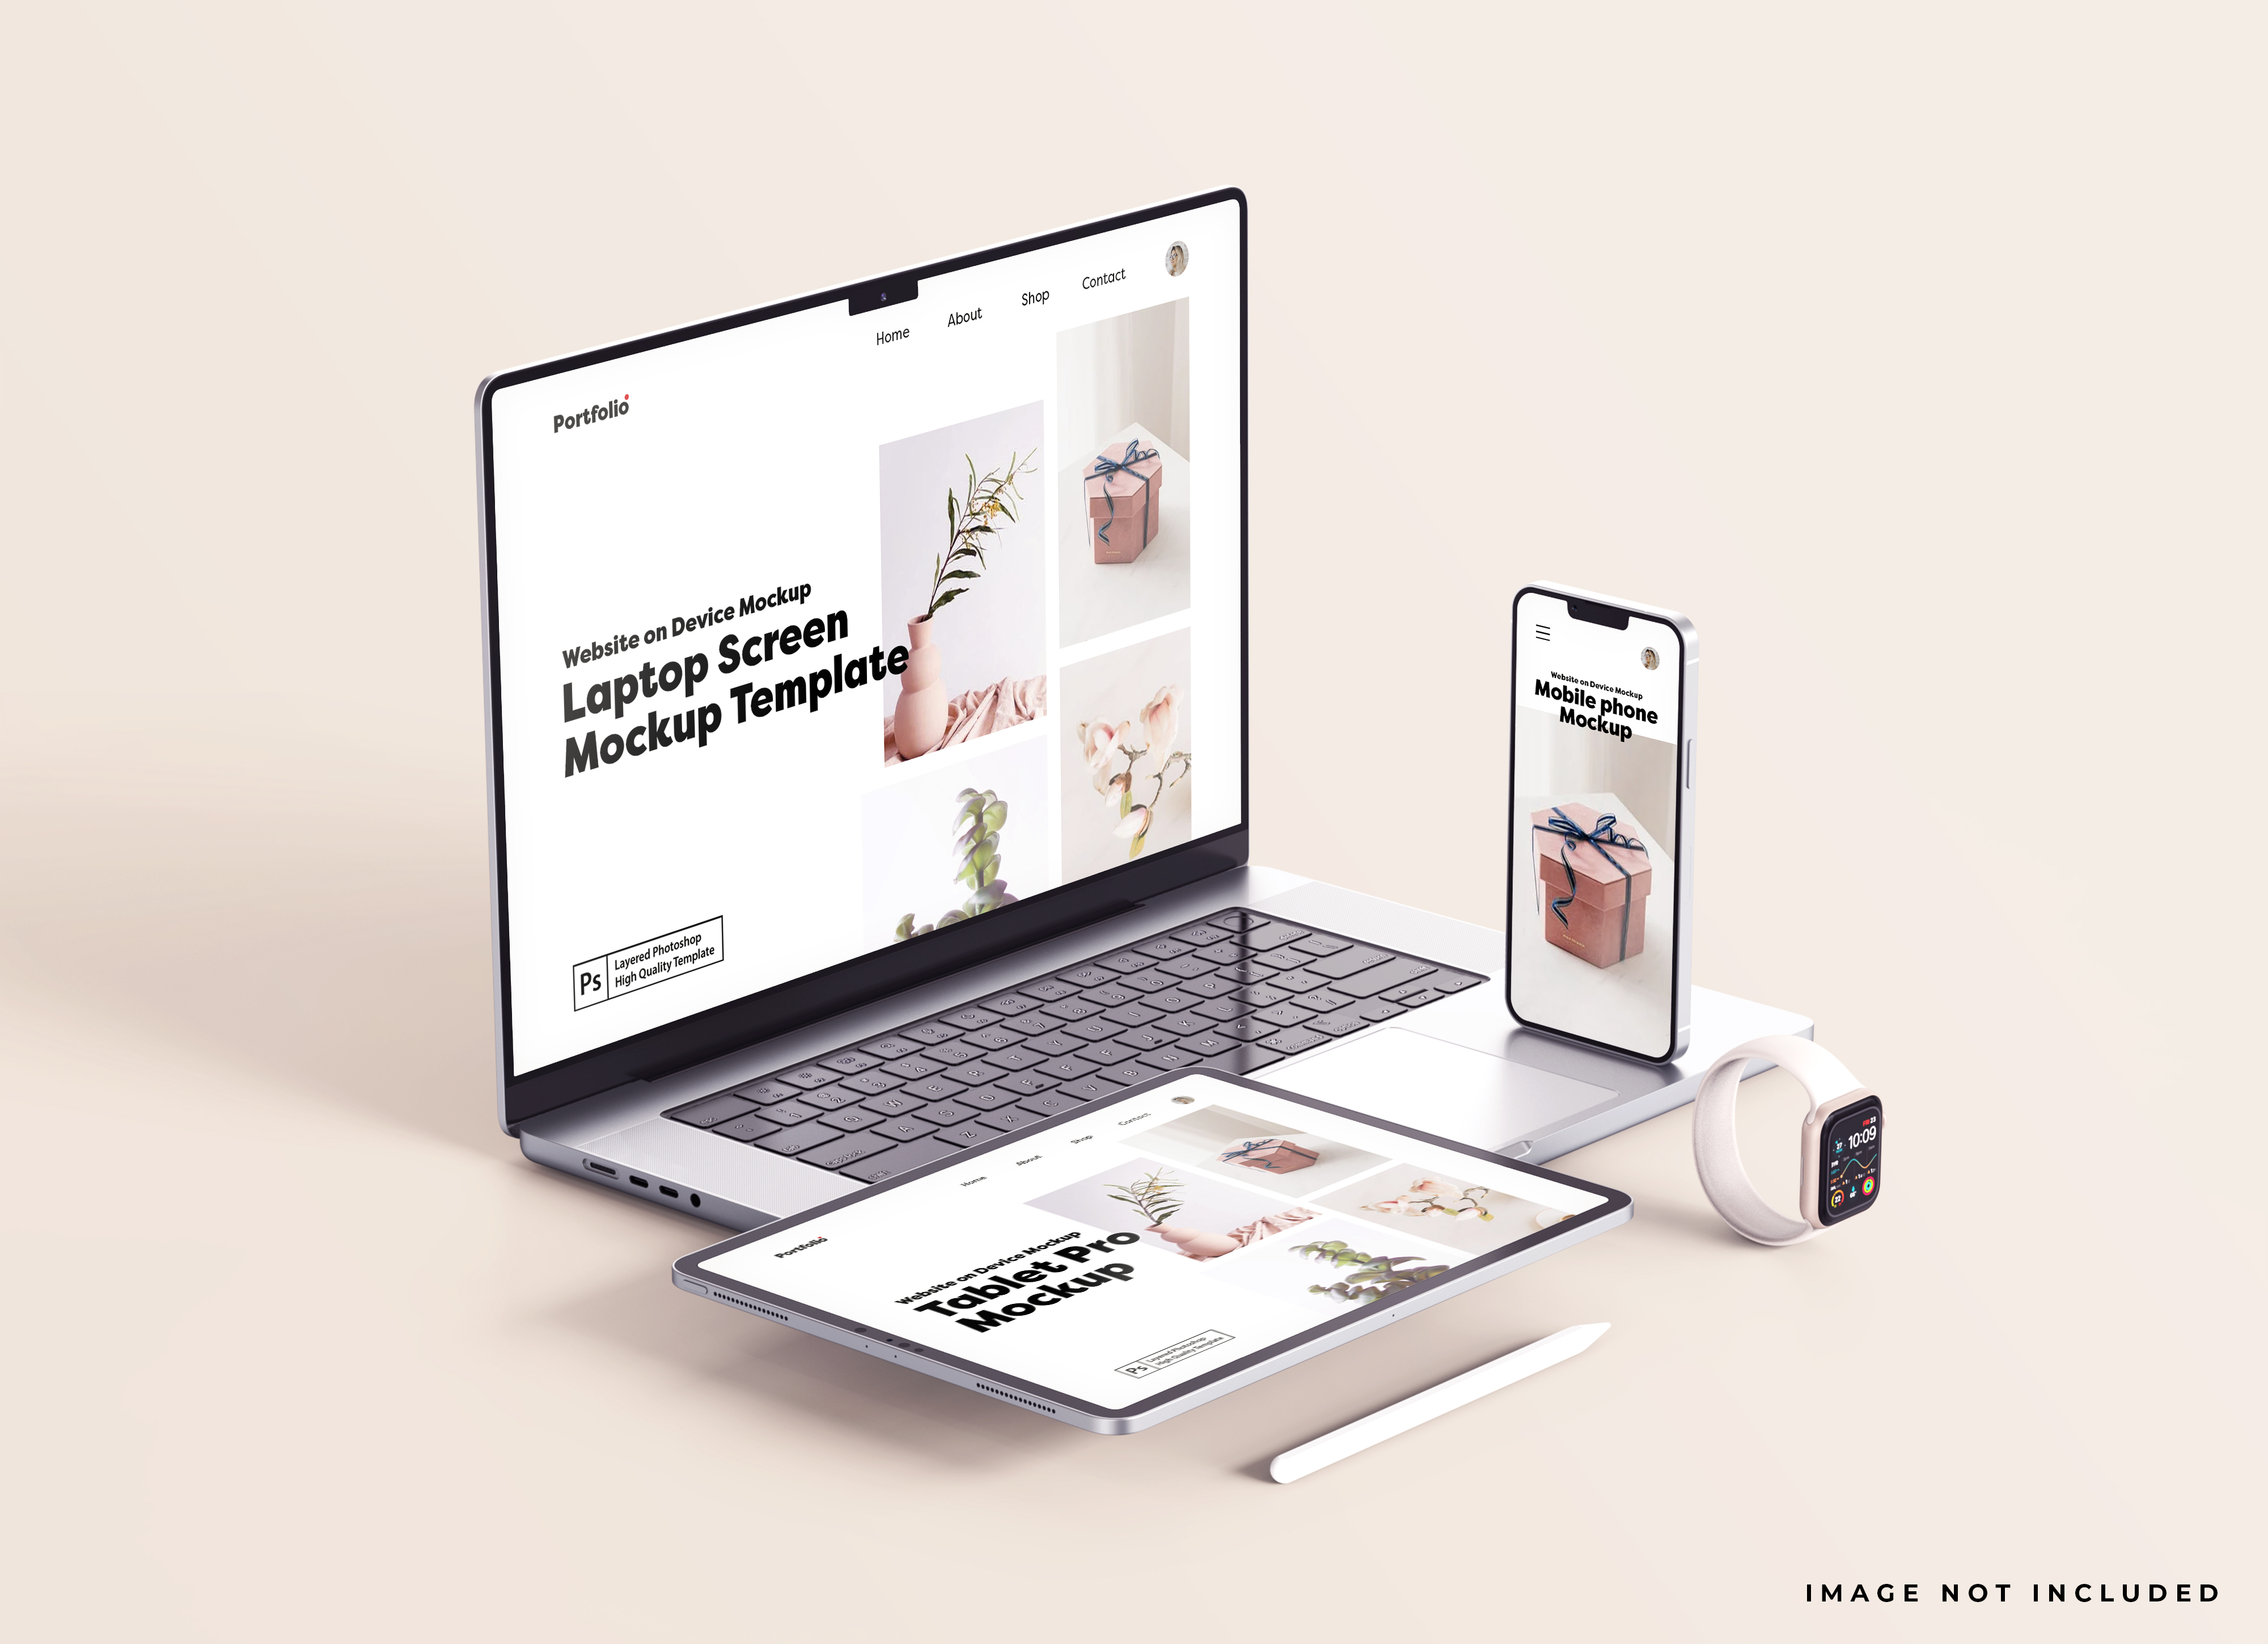 Home
About
Shop
Contact
Portfolio
Website on Device Mockup
Laptop Screen
Mockup Template
Ps
Layered Photoshop
High Quality Template
Website on Device Mockup
Mobile phone
Mockup
10:09
Home
About
Shop
Contact
Portfolio
Website on Device Mockup
Tablet Pro
Mockup
Ps
Layered Photoshop
High Quality Template
IMAGE NOT INCLUDED